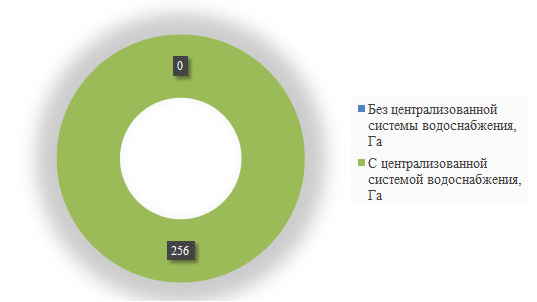 0
256
Без централизованной
системы водоснабжения,
Га
С централизованной
системой водоснабжения,
Га